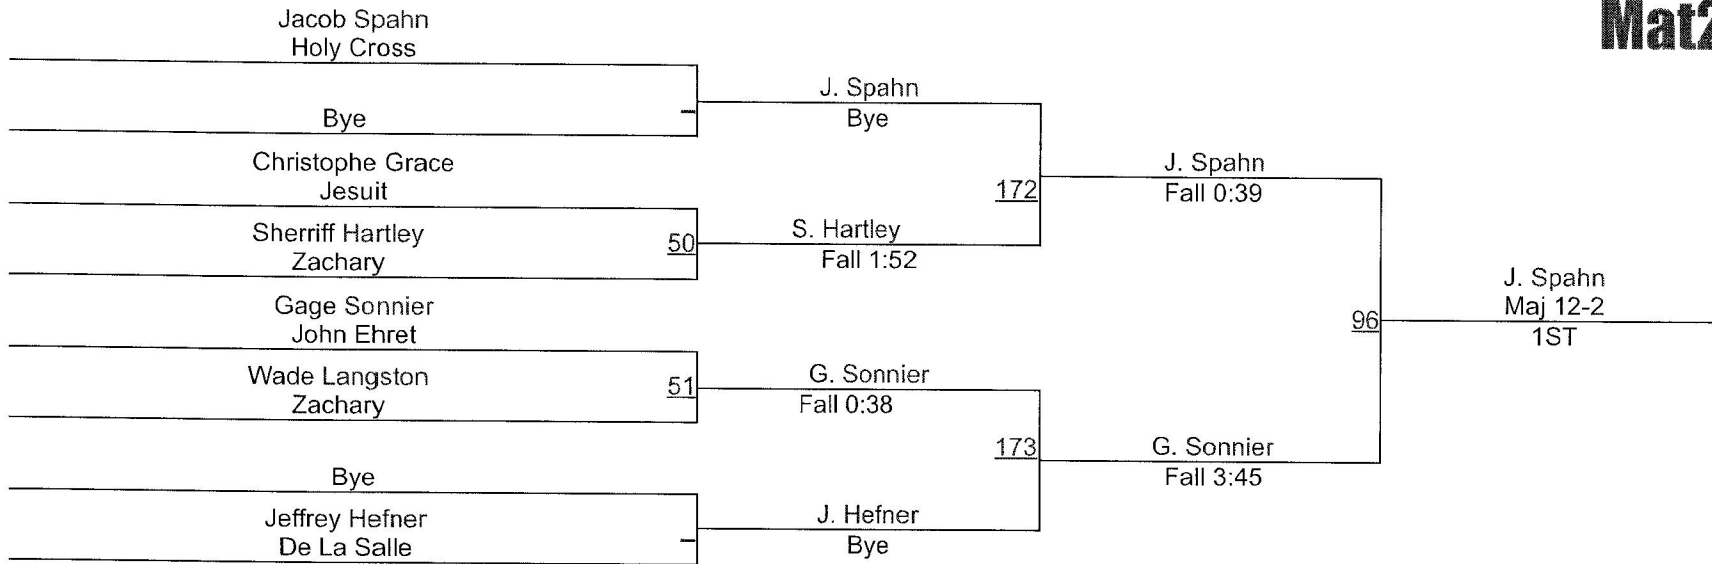 Mat2
Jacob Spahn
Holy Cross
Bye
Christophe Grace
Jesuit
Sherriff Hartley
Zachary
Gage Sonnier
John Ehret
Wade Langston
Zachary
Bye
Jeffrey Hefner
De La Salle
50
51
J. Spahn
Bye
S. Hartley
Fall 1:52
G. Sonnier
Fall 0:38
J. Hefner
Bye
172
173
J. Spahn
Fall 0:39
G. Sonnier
Fall 3:45
96
J. Spahn
Maj 12-2
1ST